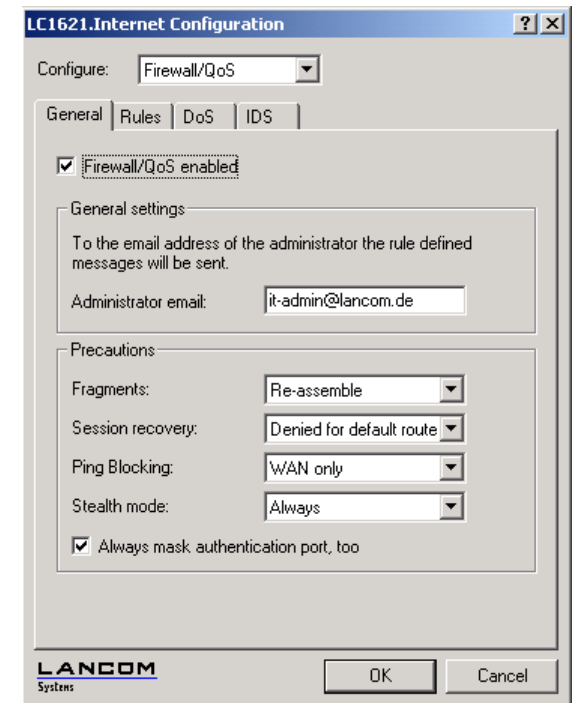 LC1621.Internet Configuration
Configure: Firewall/QoS
General Rules DoS IDS
Firewall/QoS enabled
General settings
To the email address of the administrator the rule defined
messages will be sent.
Administrator email: it-admin@lancom.de
Precautions
Fragments: Re-assemble
Session recovery: Denied for default route
Ping Blocking: WAN only
Stealth mode: Always
Always mask authentication port, too
LANCOM
Systems
OK Cancel